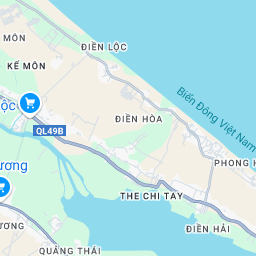 ĐIỀN LỘC
MÔN
KẾ MÔN
Biển Đông Việt Nam
ĐIỀN HÒA
QL49B
PHONG H
THE CHI TAY
ĐIỀN HẢI
QUẢNG THÁI